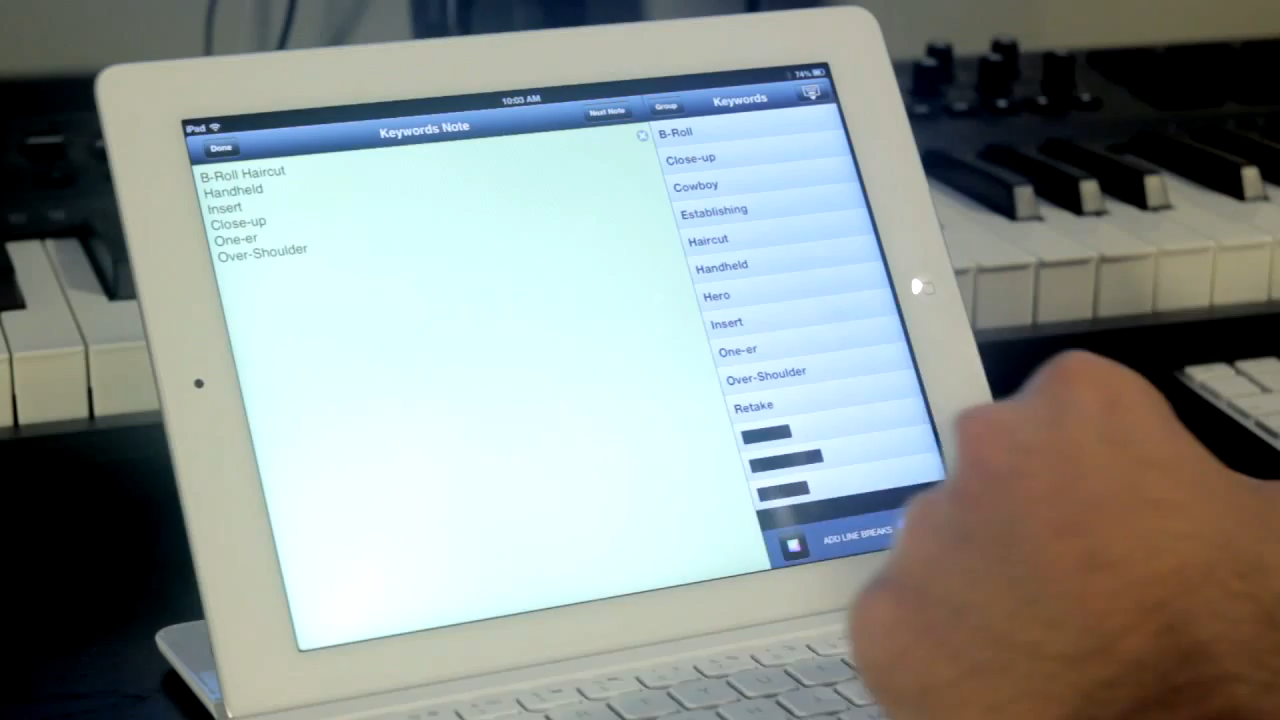 iPad
10:03 AM
74%
Done
Keywords Note
Next Note
Group
Keywords
B-Roll Haircut
Handheld
Insert
Close-up
One-er
Over-Shoulder
B-Roll
Close-up
Cowboy
Establishing
Haircut
Handheld
Hero
Insert
One-er
Over-Shoulder
Retake
ADD LINE BREAKS